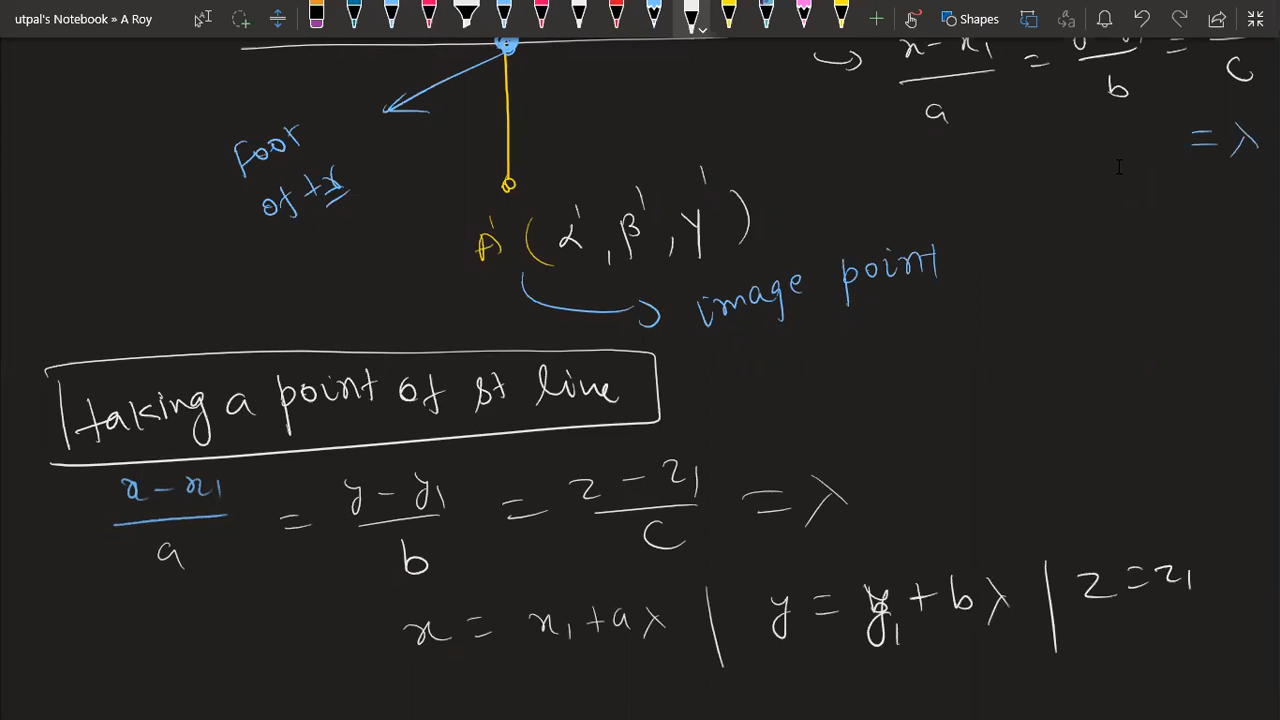 utpal's Notebook » A Roy
Shapes
x - x₁ / a = / b = / c
= λ
Foot
of ⊥r
A' (α', β', γ')
image point
taking a point of st line
x - x₁ / a = y - y₁ / b = z - z₁ / c = λ
x = x₁ + aλ | y = y₁ + bλ | z = z₁